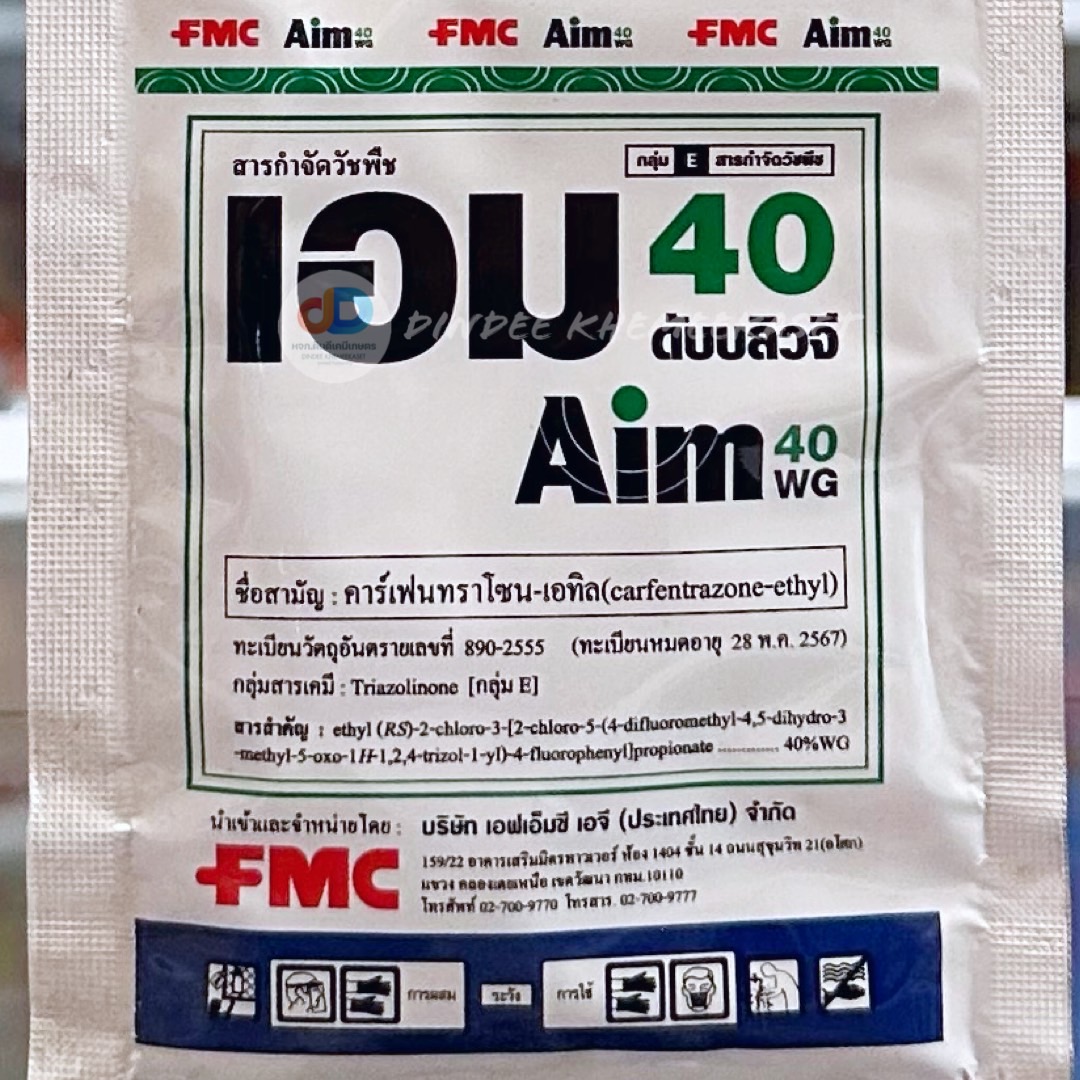 FMC Aim 40 WG FMC Aim 40 WG FMC Aim 40 WG
สารกำจัดวัชพืช
กลุ่ม E สารกำจัดวัชพืช
เอม 40
ดับบลิวจี
Aim 40 WG
ชื่อสามัญ : คาร์เฟนทราโซน-เอทิล(carfentrazone-ethyl)
ทะเบียนวัตถุอันตรายเลขที่ 890-2555 (ทะเบียนหมดอายุ 28 พ.ค. 2567)
กลุ่มสารเคมี : Triazolinone [กลุ่ม E]
สารสำคัญ : ethyl (RS)-2-chloro-3-[2-chloro-5-(4-difluoromethyl-4,5-dihydro-3
-methyl-5-oxo-1H-1,2,4-trizol-1-yl)-4-fluorophenyl]propionate ............. 40%WG
นำเข้าและจำหน่ายโดย : บริษัท เอฟเอ็มซี เอจี (ประเทศไทย) จำกัด
FMC
159/22 อาคารเสริมมิตรทาวเวอร์ ห้อง 1404 ชั้น 14 ถนนสุขุมวิท 21(อโศก)
แขวง คลองเตยเหนือ เขตวัฒนา กทม.10110
โทรศัพท์ 02-700-9770 โทรสาร. 02-700-9777
การผสม ระวัง การใช้